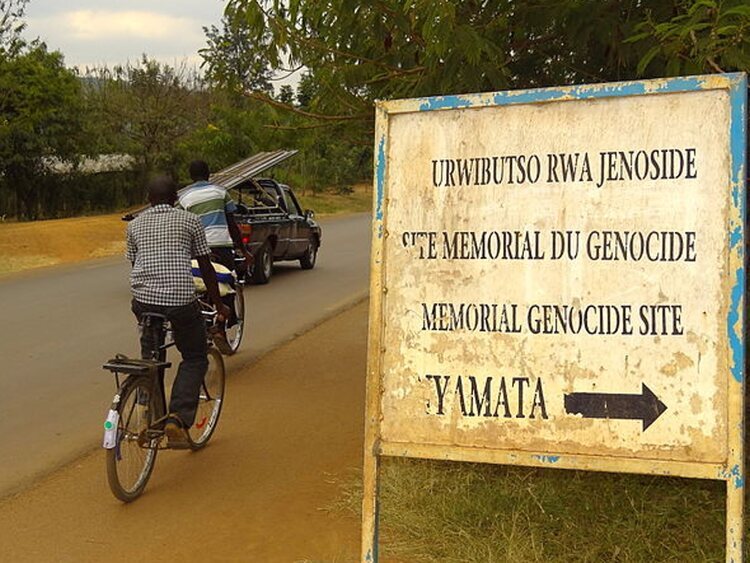 URWIBUTSO RWA JENOSIDE
SITE MEMORIAL DU GENOCIDE
MEMORIAL GENOCIDE SITE
YAMATA